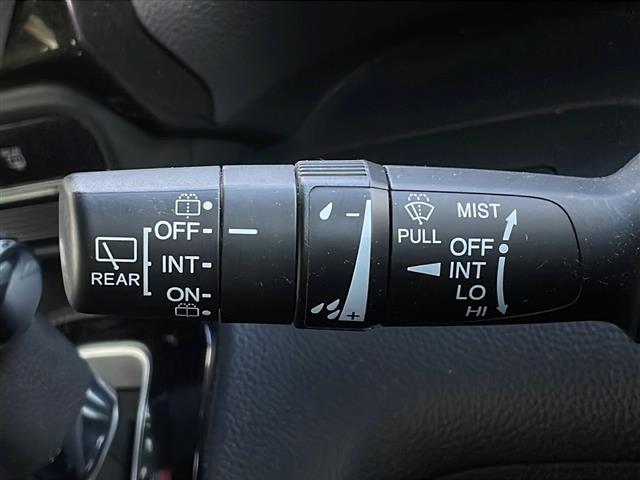 OFF
INT
ON
REAR
−
+
PULL
MIST
OFF
INT
LO
HI